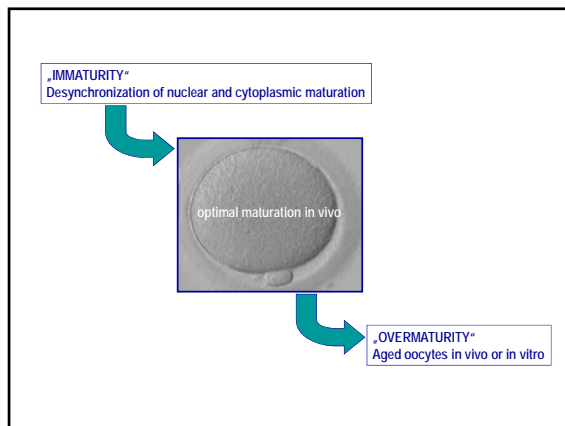 „IMMATURITY“
Desynchronization of nuclear and cytoplasmic maturation
optimal maturation in vivo
„OVERMATURITY“
Aged oocytes in vivo or in vitro